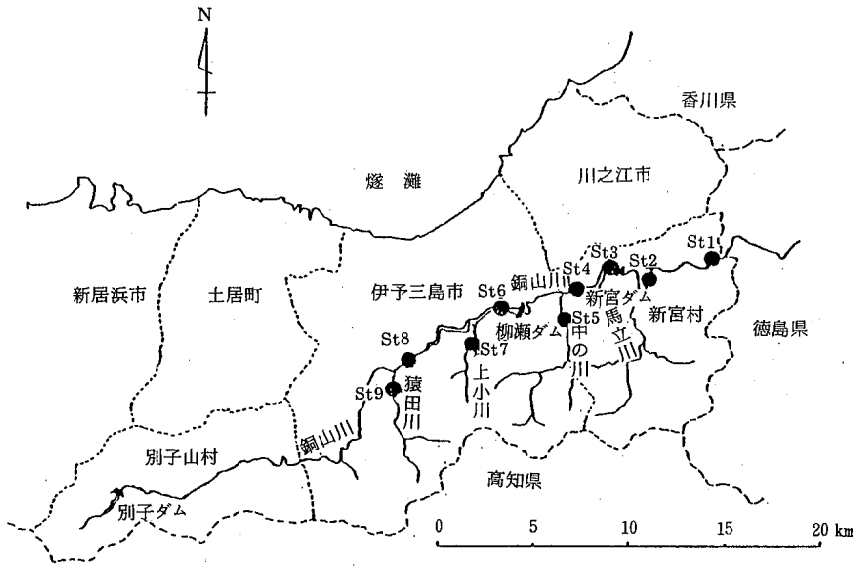 N
香川県
川之江市
燧灘
St1
St3
St2
St4
銅山川
新宮ダム
新居浜市
土居町
伊予三島市
St6
新宮村
徳島県
柳瀬ダム
St5
馬立川
中の川
St7
上小川
St8
St9
猿田川
銅山川
別子山村
別子ダム
高知県
0 5 10 15 20 km